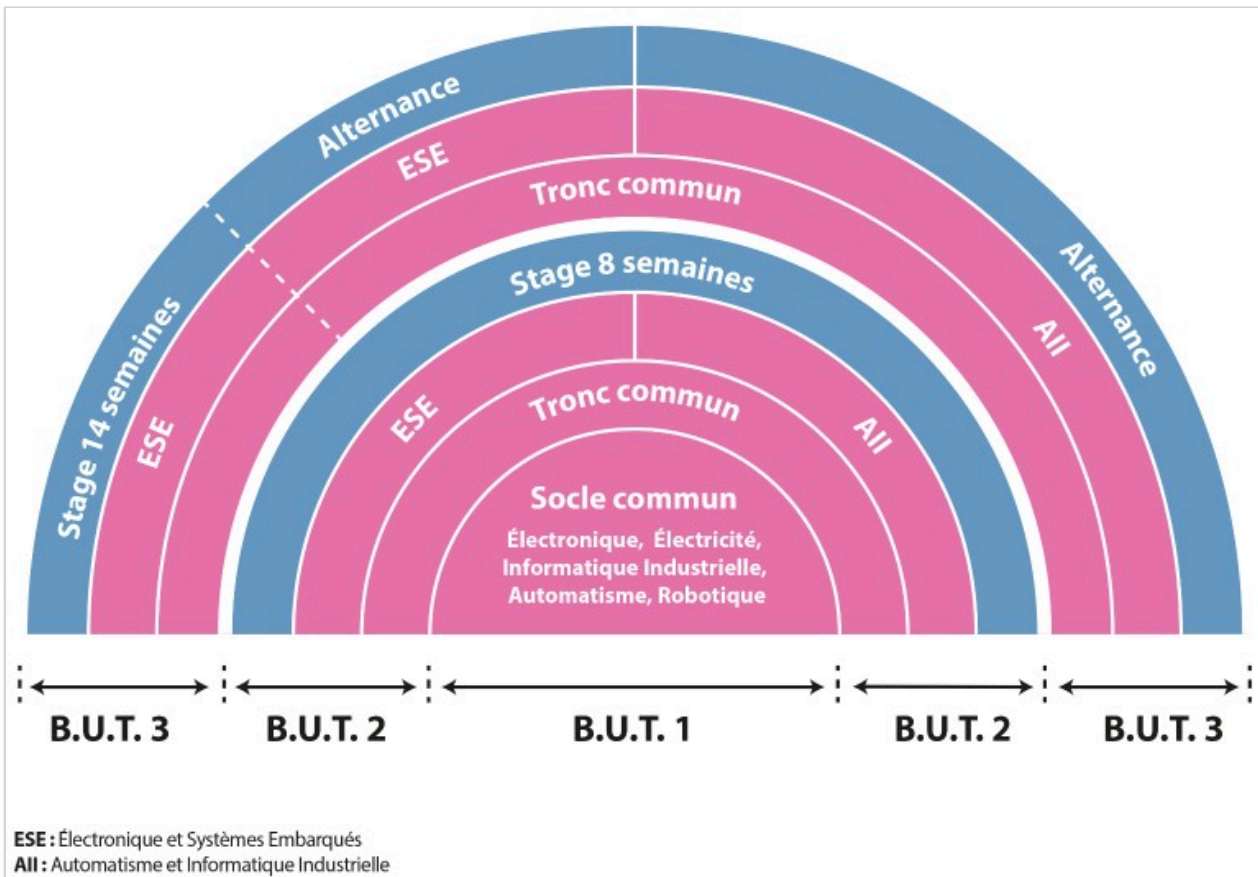 Alternance
ESE
Tronc commun
Stage 8 semaines
Alternance
AII
Stage 14 semaines
ESE
ESE
Tronc commun
AII
Socle commun
Électronique, Électricité,
Informatique Industrielle,
Automatisme, Robotique
B.U.T. 3
B.U.T. 2
B.U.T. 1
B.U.T. 2
B.U.T. 3
ESE : Électronique et Systèmes Embarqués
AII : Automatisme et Informatique Industrielle